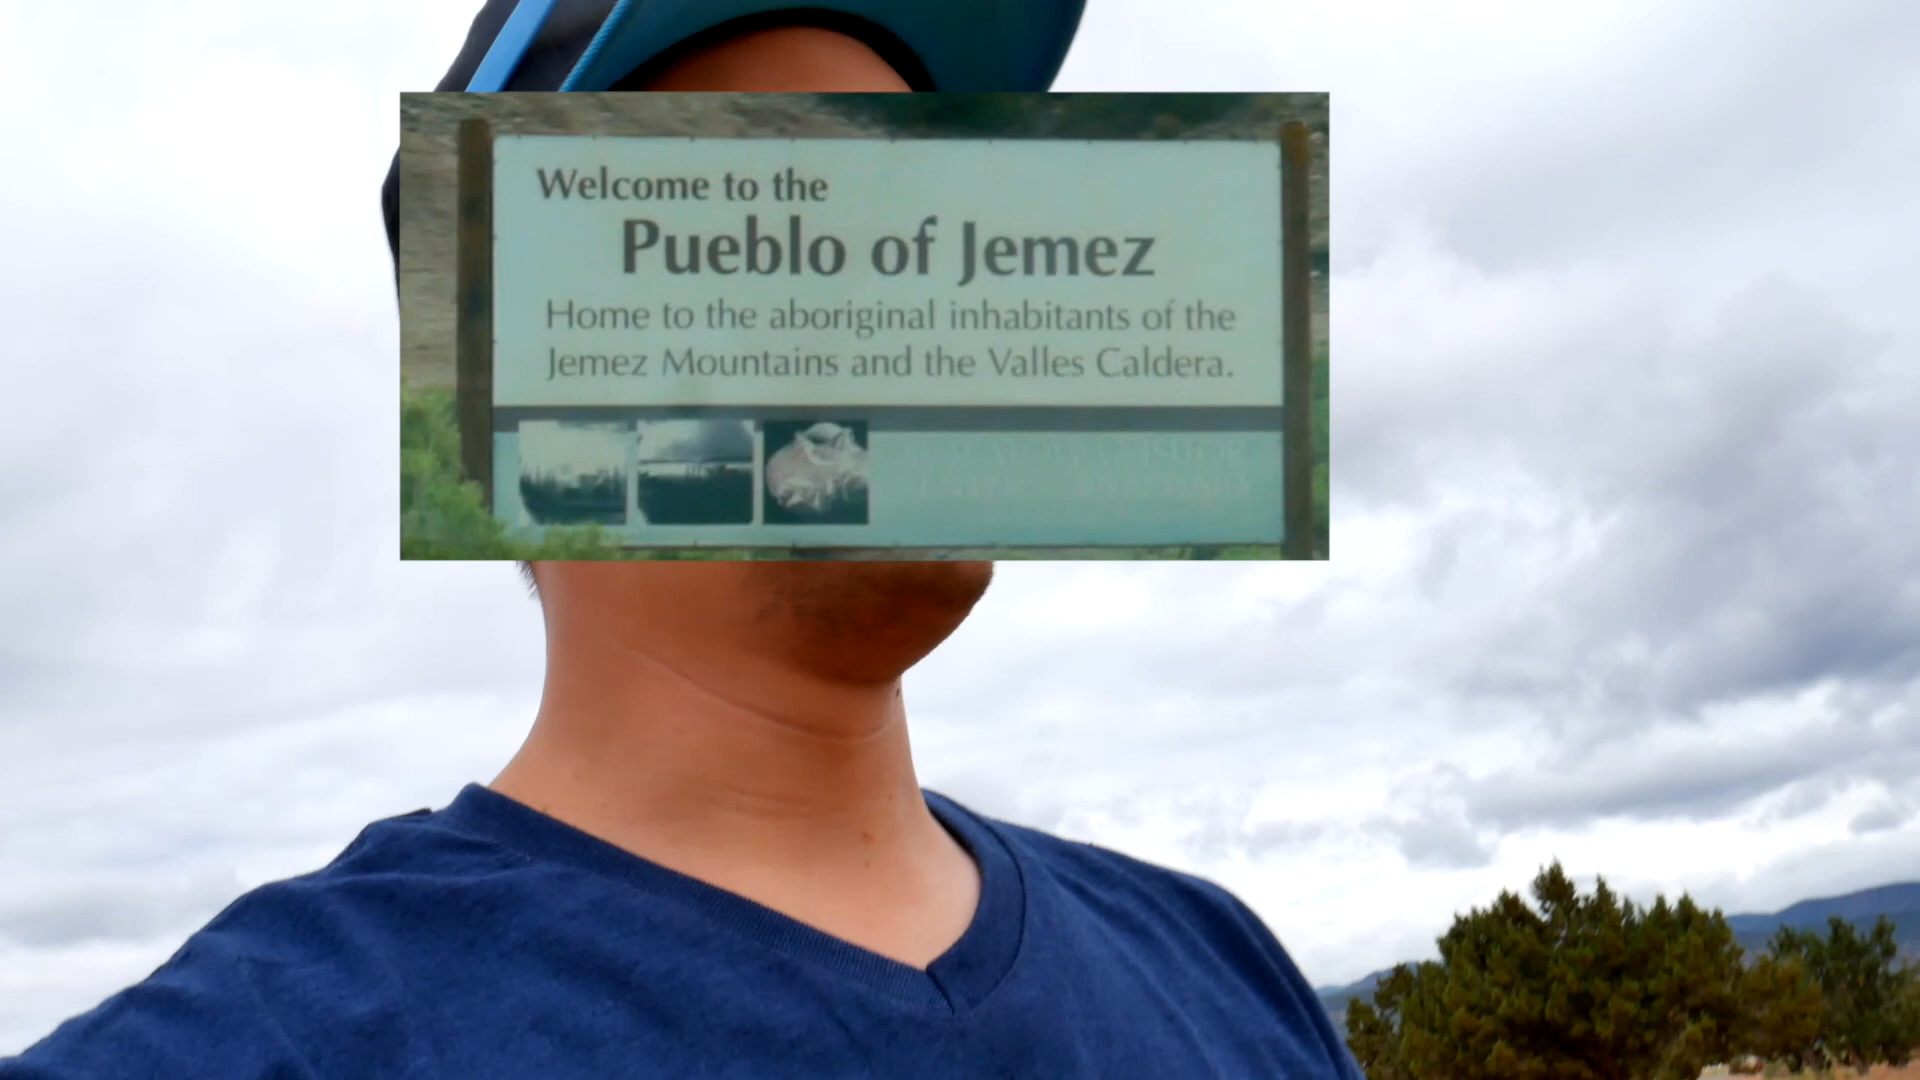 Welcome to the
Pueblo of Jemez
Home to the aboriginal inhabitants of the
Jemez Mountains and the Valles Caldera.